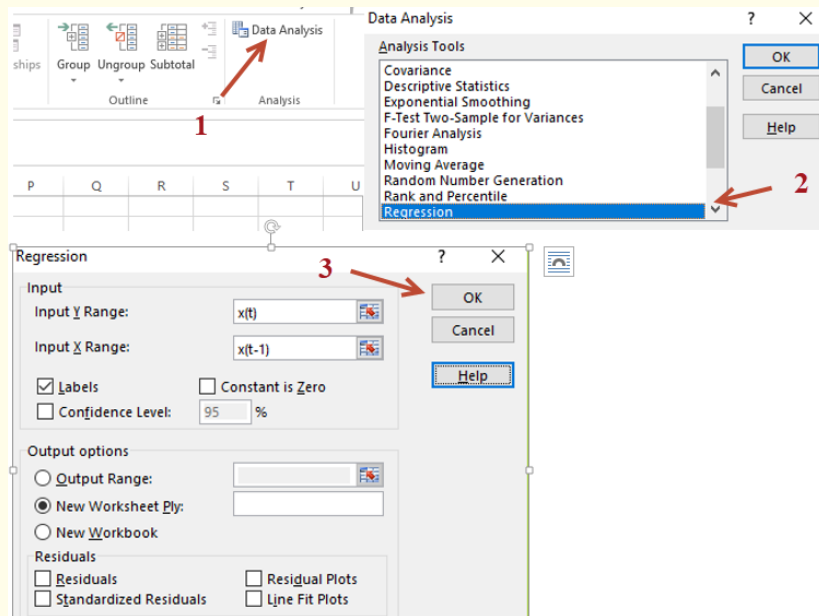 Data Analysis
ships Group Ungroup Subtotal
Outline Analysis
1
P Q R S T U
Data Analysis ? X
Analysis Tools
Covariance
Descriptive Statistics
Exponential Smoothing
F-Test Two-Sample for Variances
Fourier Analysis
Histogram
Moving Average
Random Number Generation
Rank and Percentile
Regression
OK
Cancel
Help
2
Regression ? X
3
Input
Input Y Range: x(t)
Input X Range: x(t-1)
Labels Constant is Zero
Confidence Level: 95 %
OK
Cancel
Help
Output options
Output Range:
New Worksheet Ply:
New Workbook
Residuals
Residuals Residual Plots
Standardized Residuals Line Fit Plots